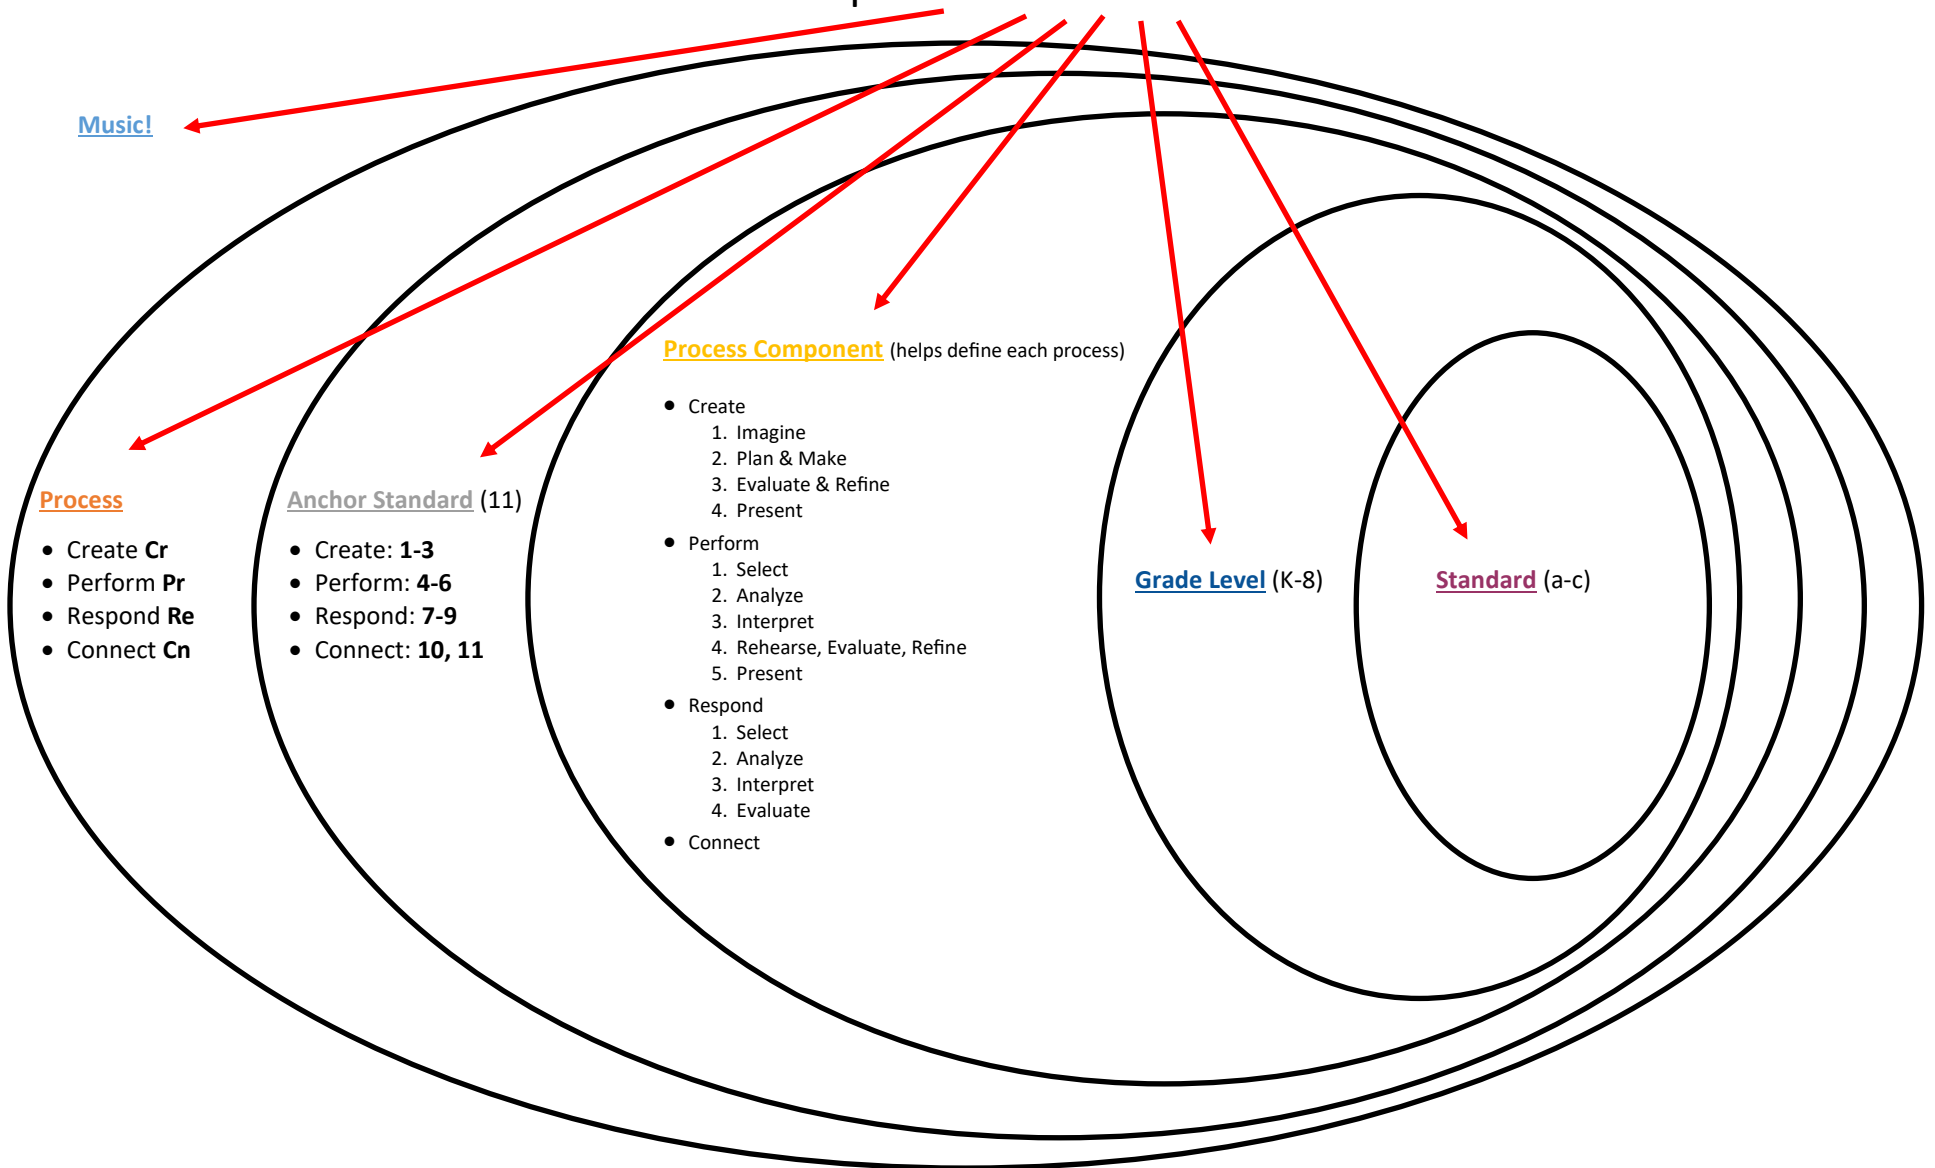 Music!
Process
• Create Cr
• Perform Pr
• Respond Re
• Connect Cn
Anchor Standard (11)
• Create: 1-3
• Perform: 4-6
• Respond: 7-9
• Connect: 10, 11
Process Component (helps define each process)
• Create
1. Imagine
2. Plan & Make
3. Evaluate & Refine
4. Present
• Perform
1. Select
2. Analyze
3. Interpret
4. Rehearse, Evaluate, Refine
5. Present
• Respond
1. Select
2. Analyze
3. Interpret
4. Evaluate
• Connect
Grade Level (K-8)
Standard (a-c)